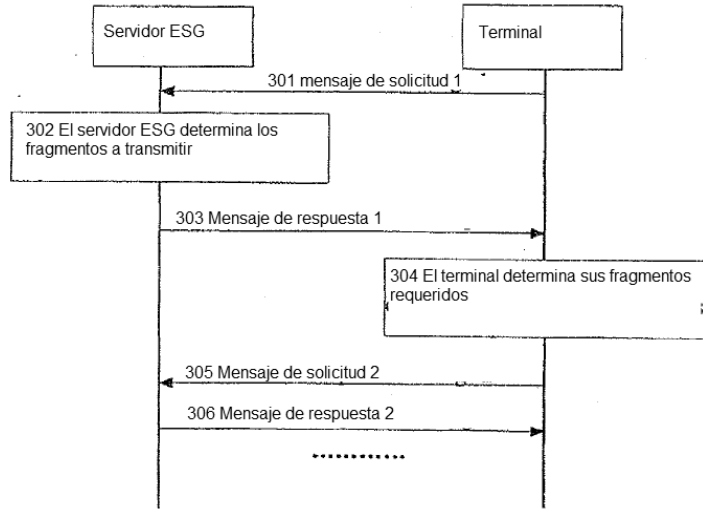 Servidor ESG
Terminal
301 mensaje de solicitud 1
302 El servidor ESG determina los
fragmentos a transmitir
303 Mensaje de respuesta 1
304 El terminal determina sus fragmentos
requeridos
305 Mensaje de solicitud 2
306 Mensaje de respuesta 2